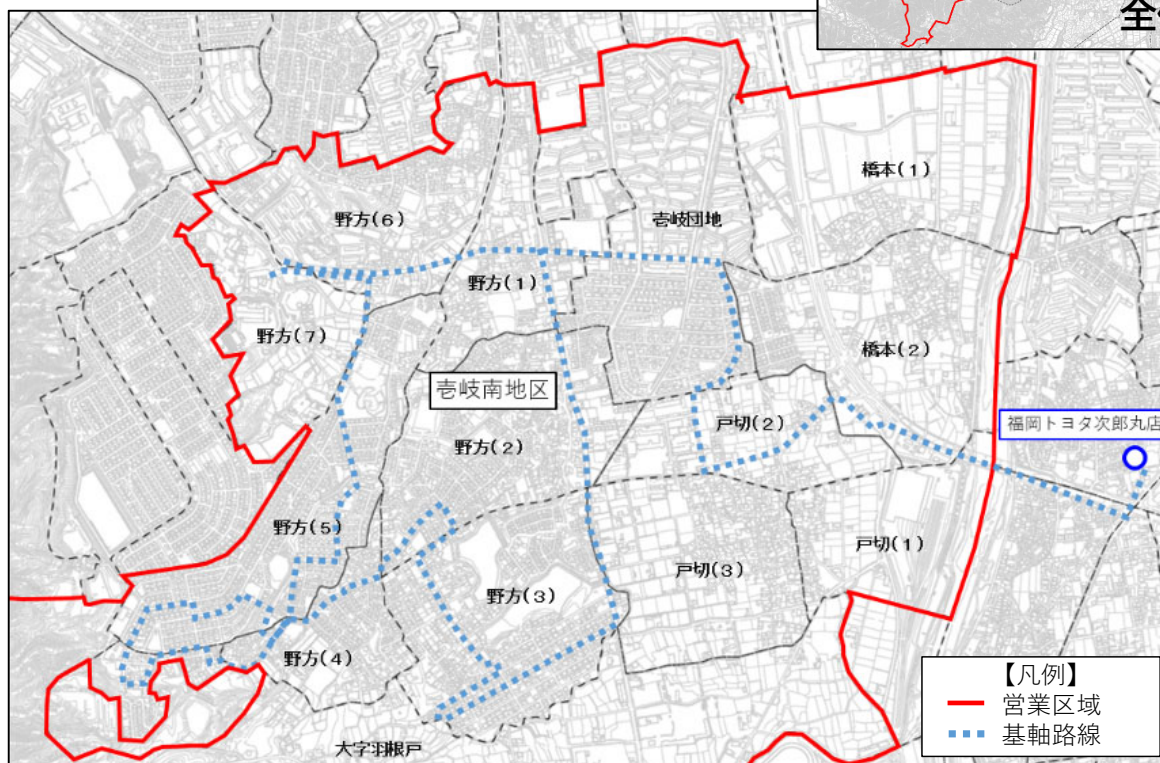 全
橋本(1)
野方(6)
壱岐団地
野方(1)
野方(7)
橋本(2)
壱岐南地区
戸切(2)
福岡トヨタ次郎丸店
野方(2)
野方(5)
戸切(1)
戸切(3)
野方(3)
野方(4)
大字羽根戸
【凡例】
営業区域
基軸路線